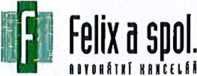 Felix a spol.
ADVOKÁTNÍ KANCELÁŘ